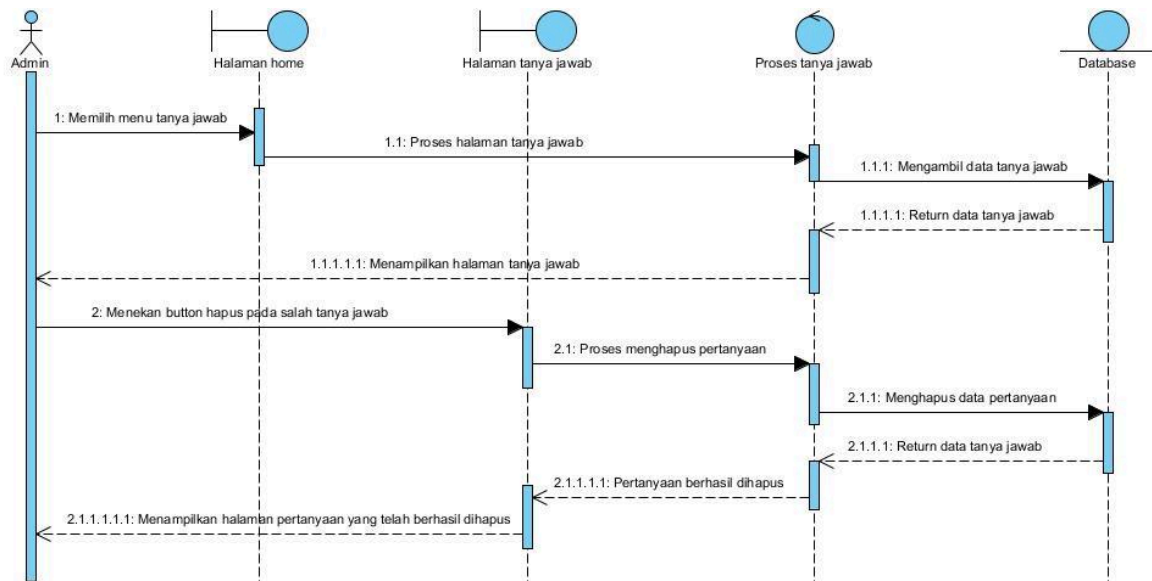 Admin
Halaman home
Halaman tanya jawab
Proses tanya jawab
Database
1: Memilih menu tanya jawab
1.1: Proses halaman tanya jawab
1.1.1: Mengambil data tanya jawab
1.1.1.1: Return data tanya jawab
1.1.1.1.1: Menampilkan halaman tanya jawab
2: Menekan button hapus pada salah tanya jawab
2.1: Proses menghapus pertanyaan
2.1.1: Menghapus data pertanyaan
2.1.1.1: Return data tanya jawab
2.1.1.1.1: Pertanyaan berhasil dihapus
2.1.1.1.1.1: Menampilkan halaman pertanyaan yang telah berhasil dihapus